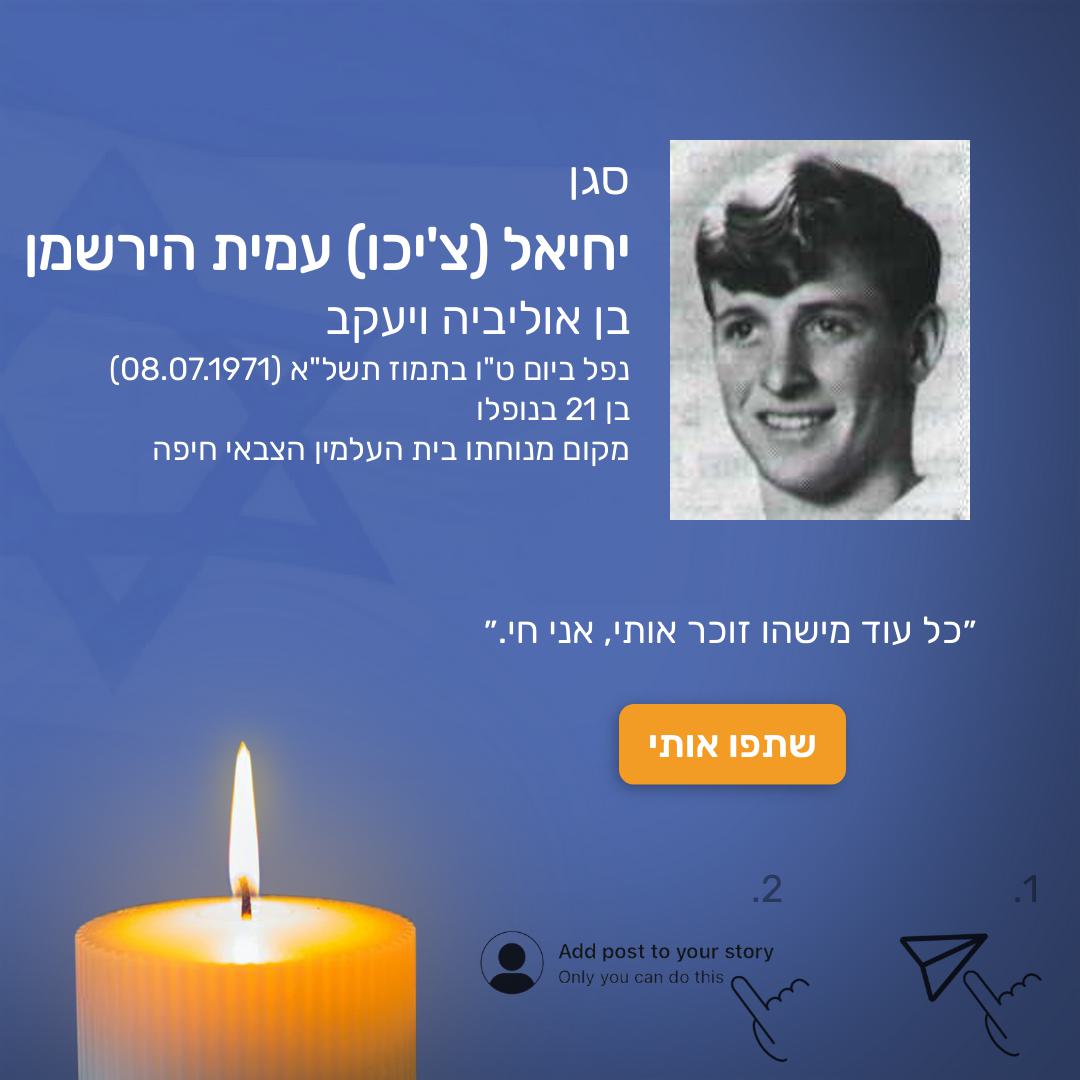 סגן
יחיאל (צ'יכו) עמית הירשמן
בן אוליביה ויעקב
נפל ביום ט"ו בתמוז תשל"א (08.07.1971)
בן 21 בנופלו
מקום מנוחתו בית העלמין הצבאי חיפה
״כל עוד מישהו זוכר אותי, אני חי.״
שתפו אותי
1.
2.
Add post to your story
Only you can do this